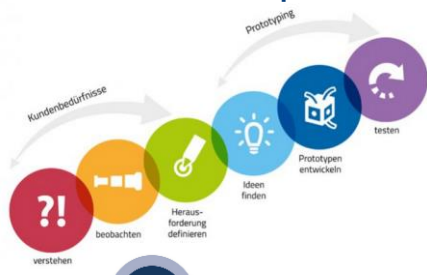 Prototyping
Kundenbedürfnisse
?!
verstehen
beobachten
Heraus-
forderung
definieren
Ideen
finden
Prototypen
entwickeln
testen